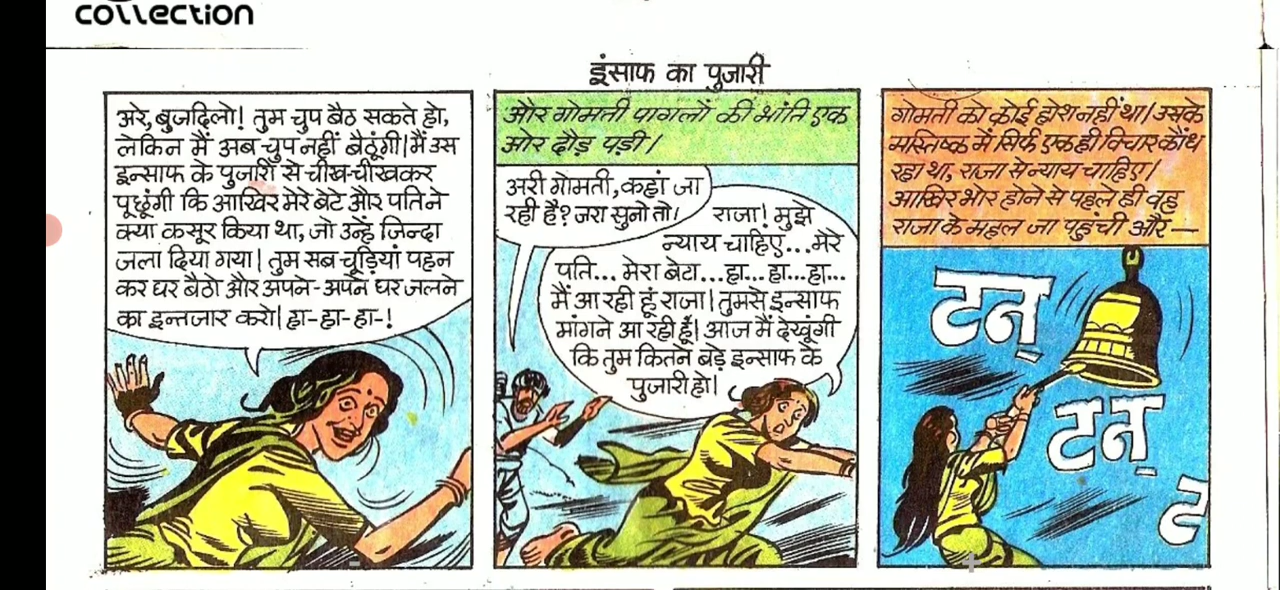 collection
इंसाफ का पुजारी
अरे, बुजदिलो! तुम चुप बैठ सकते हो,
लेकिन मैं अब चुप नहीं बैठूंगी। मैं उस
इन्साफ के पुजारी से चीख-चीखकर
पूछूंगी कि आखिर मेरे बेटे और पति ने
क्या कसूर किया था, जो उन्हें जिन्दा
जला दिया गया। तुम सब चूड़ियां पहन
कर घर बैठो और अपने-अपने घर जलने
का इन्तजार करो। हा-हा-हा-!
और गोमती पागलों की भांति एक
ओर दौड़ पड़ी।
अरी गोमती, कहां जा
रही है? जरा सुनो तो।
राजा! मुझे
न्याय चाहिए... मेरे
पति... मेरा बेटा... हा... हा... हा...
मैं आ रही हूं राजा। तुमसे इन्साफ
मांगने आ रही हूं। आज मैं देखूंगी
कि तुम कितने बड़े इन्साफ के
पुजारी हो।
गोमती को कोई होश नहीं था। उसके
मस्तिष्क में सिर्फ एक ही विचार कौंध
रहा था, राजा से न्याय चाहिए।
आखिर भोर होने से पहले ही वह
राजा के महल जा पहुंची और—
टन्
टन्
ट